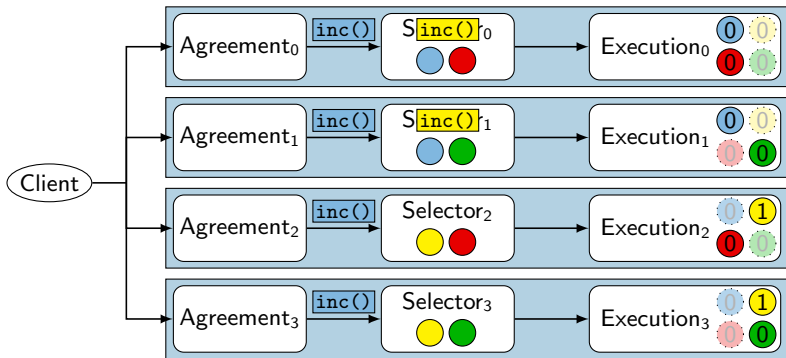 inc()
Agreement0 S inc() r0 Execution0 0 0 0 0
inc()
Agreement1 S inc() r1 Execution1 0 0 0 0
Client
inc()
Agreement2 Selector2 Execution2 0 1 0 0
inc()
Agreement3 Selector3 Execution3 0 1 0 0